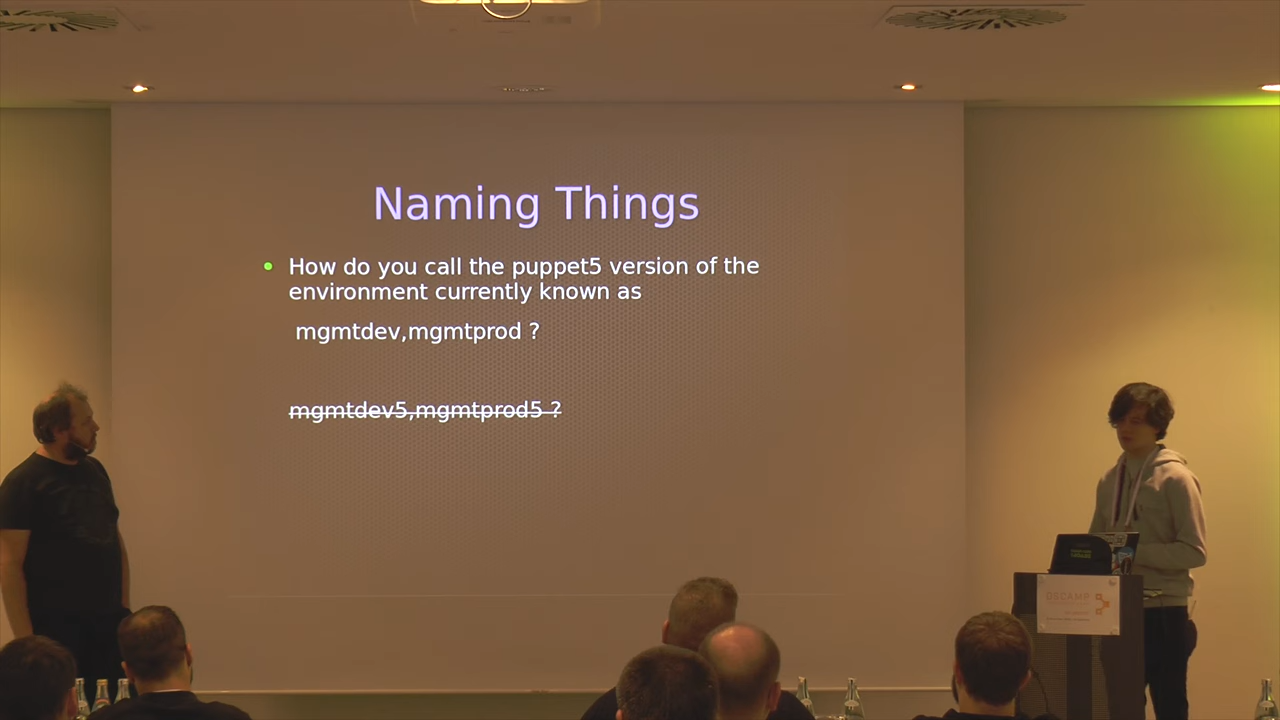 Naming Things
How do you call the puppet5 version of the
environment currently known as
mgmtdev,mgmtprod ?
mgmtdev5,mgmtprod5 ?
OSCAMP